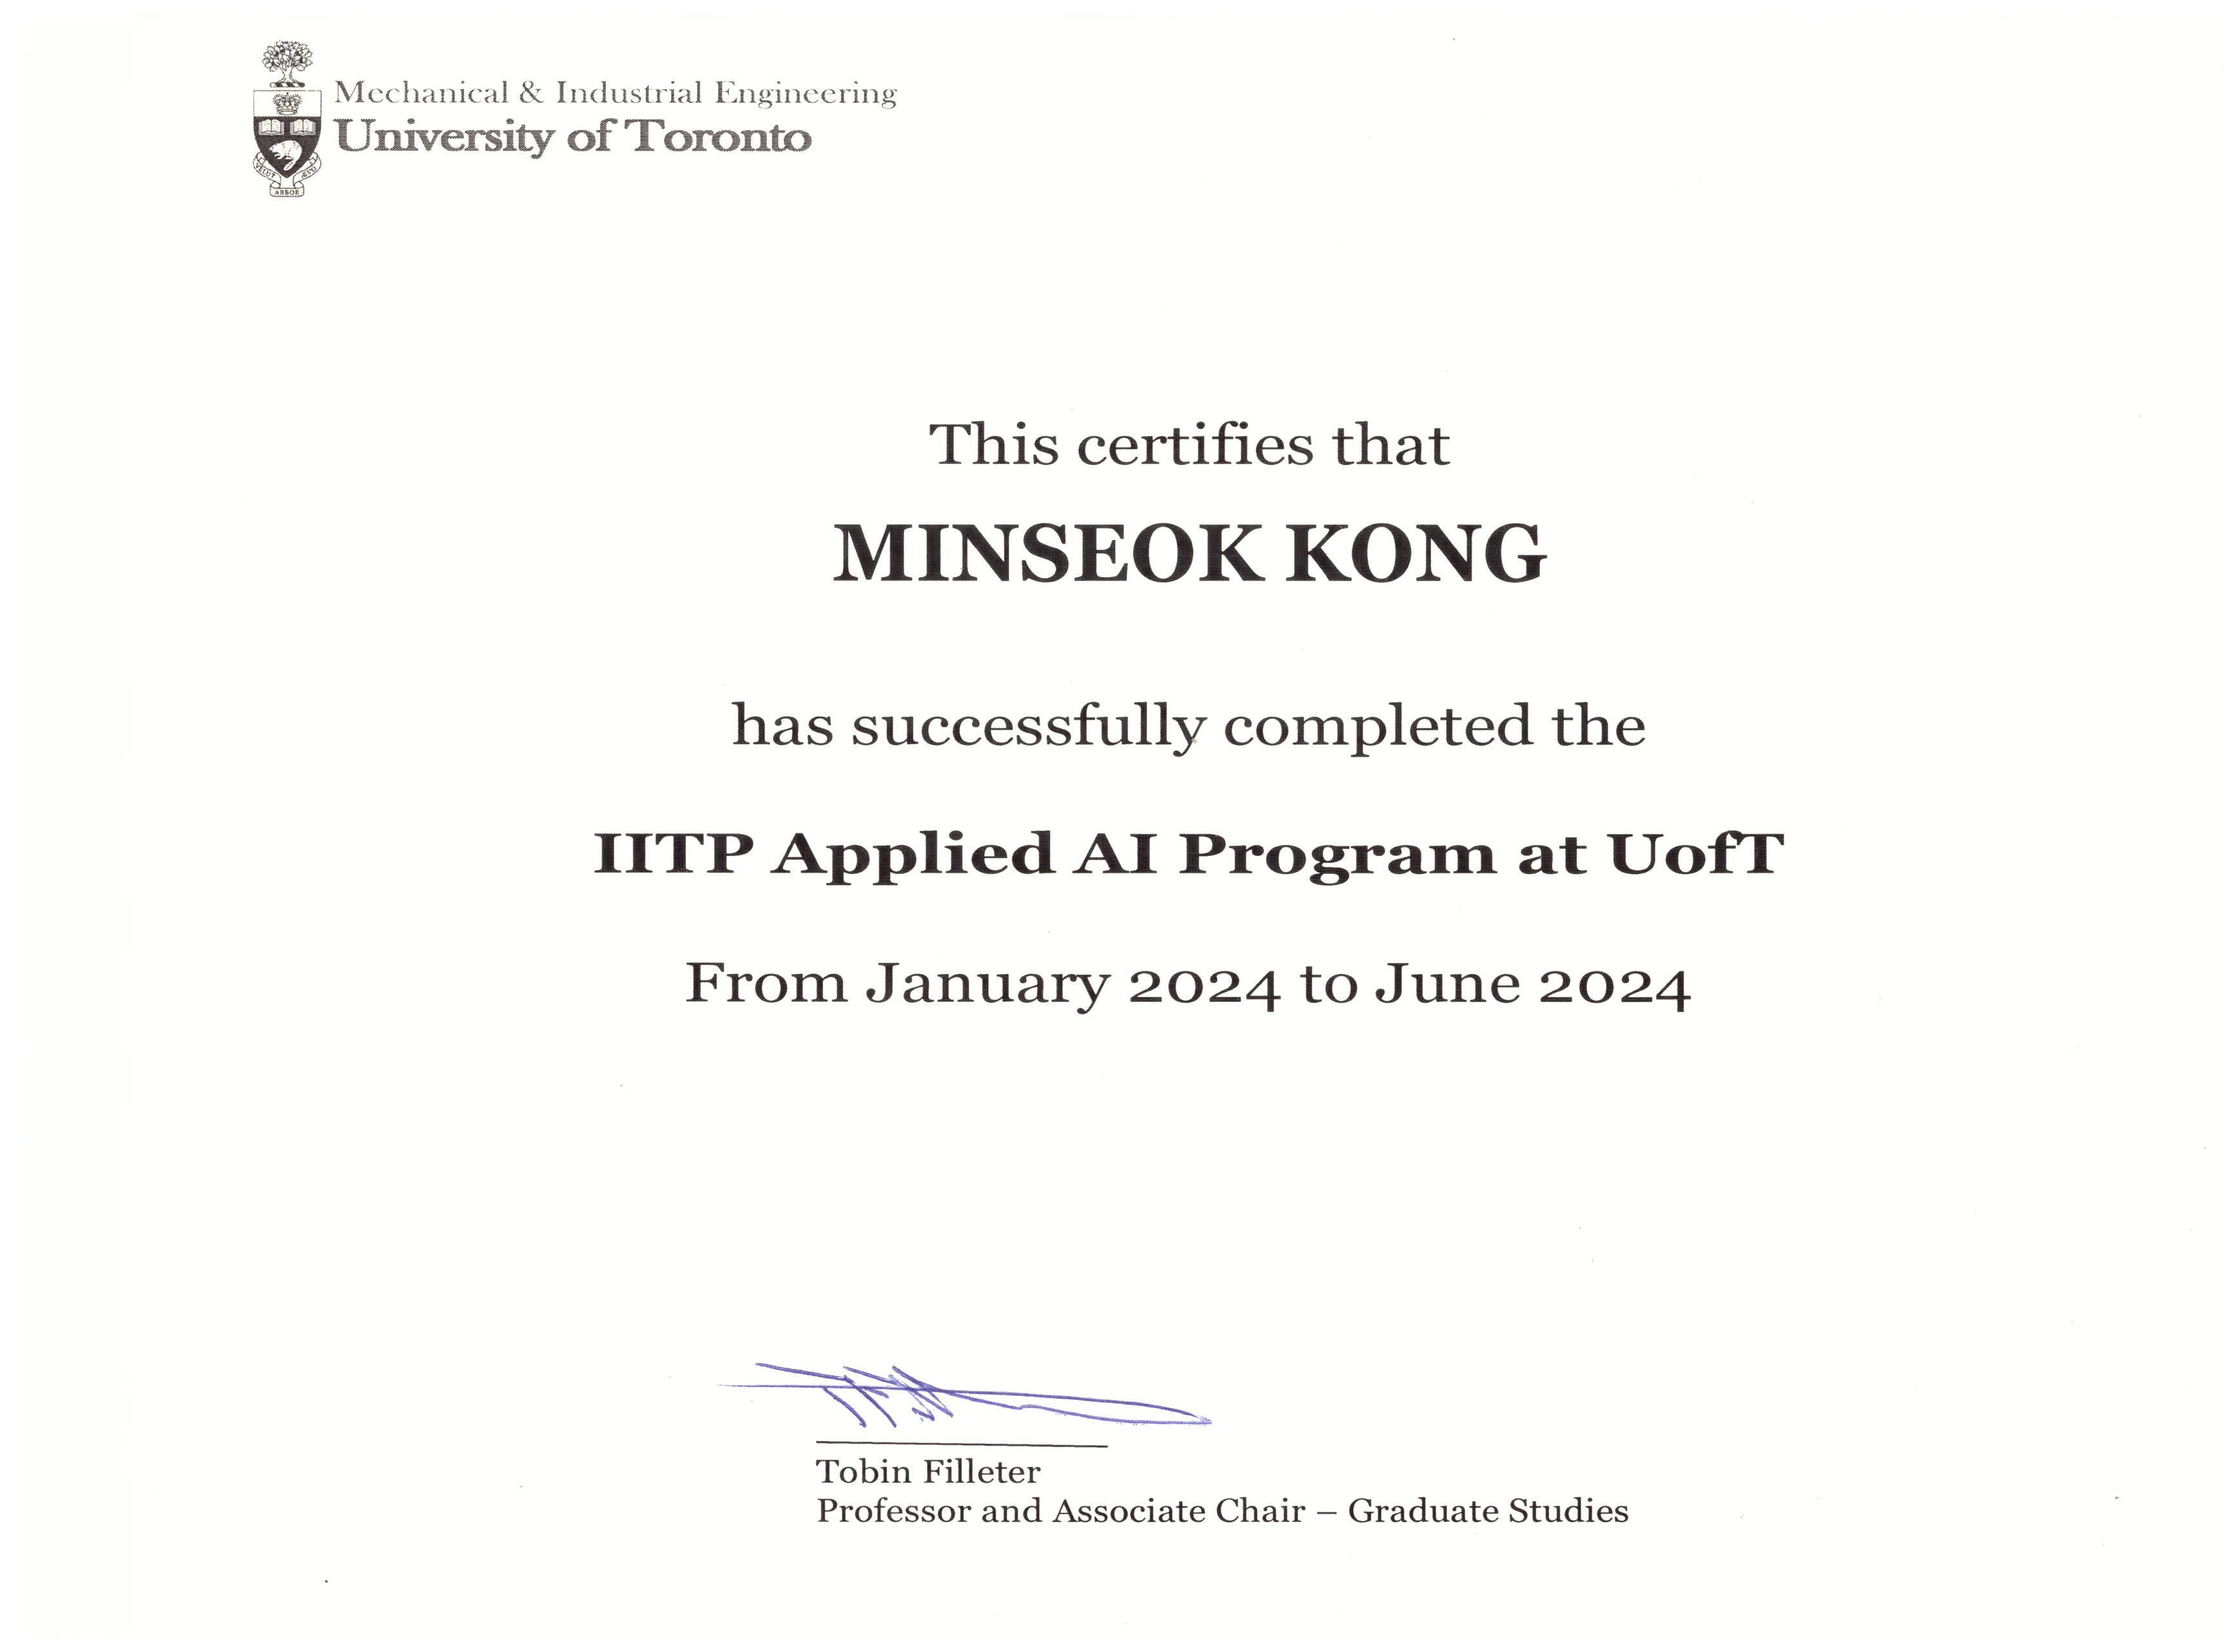 Mechanical & Industrial Engineering
University of Toronto
VELUT
ARBOR
ÆVO
This certifies that
MINSEOK KONG
has successfully completed the
IITP Applied AI Program at UofT
From January 2024 to June 2024
Tobin Filleter
Professor and Associate Chair – Graduate Studies